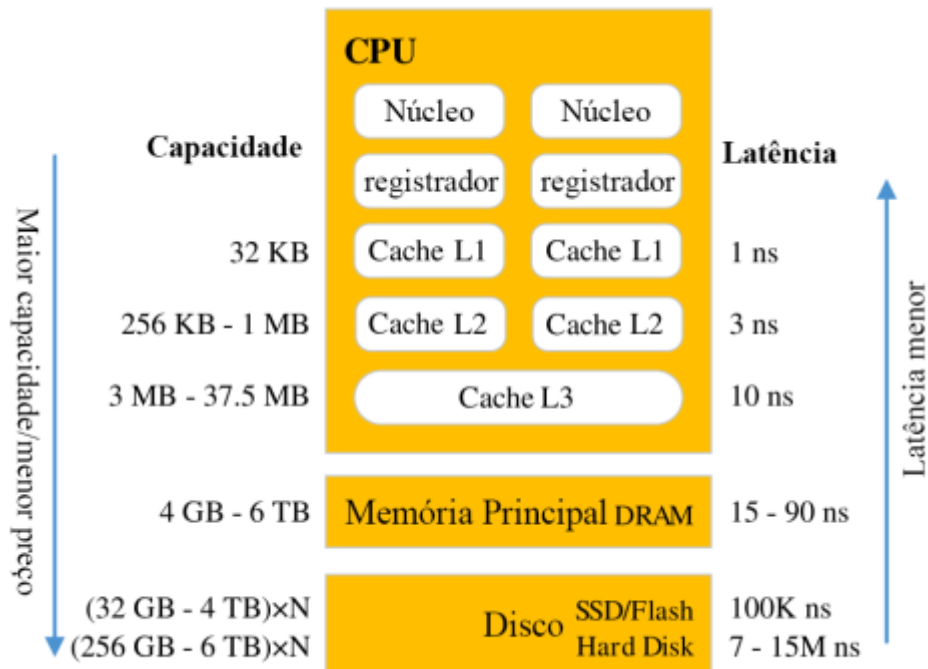 CPU
Núcleo Núcleo
Capacidade Latência
registrador registrador
32 KB Cache L1 Cache L1 1 ns
256 KB - 1 MB Cache L2 Cache L2 3 ns
3 MB - 37.5 MB Cache L3 10 ns
4 GB - 6 TB Memória Principal DRAM 15 - 90 ns
(32 GB - 4 TB)×N Disco SSD/Flash 100K ns
(256 GB - 6 TB)×N Hard Disk 7 - 15M ns
Maior capacidade/menor preço
Latência menor